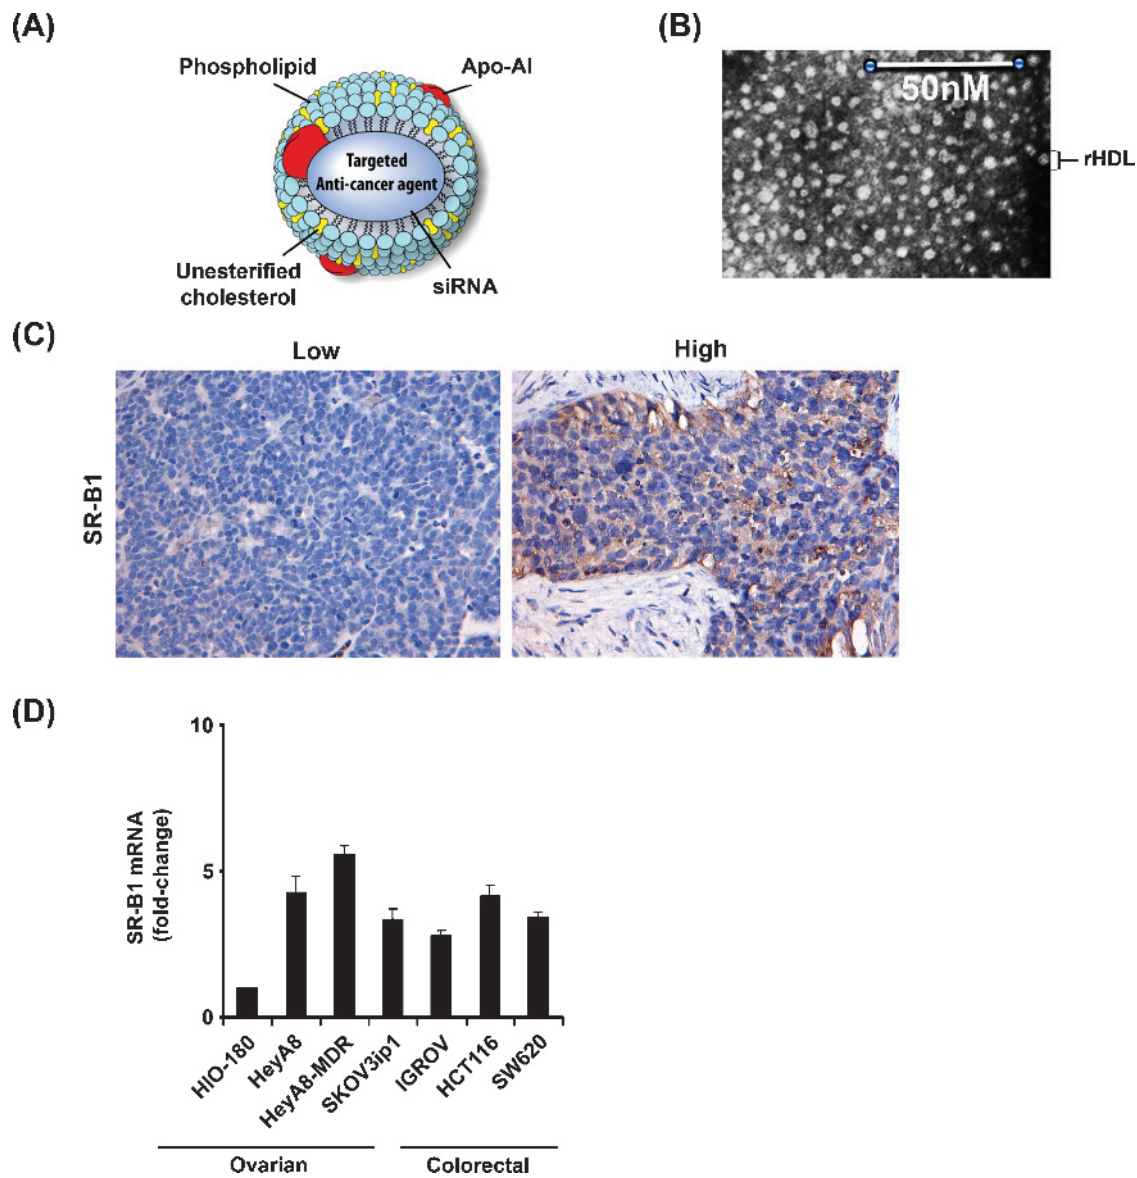 (A)
Phospholipid
Apo-AI
Targeted
Anti-cancer agent
Unesterified
cholesterol
siRNA
(B)
50nM
rHDL
(C)
Low
High
SR-B1
(D)
SR-B1 mRNA
(fold-change)
10
5
0
HIO-180
HeyA8
HeyA8-MDR
SKOV3ip1
IGROV
HCT116
SW620
Ovarian
Colorectal